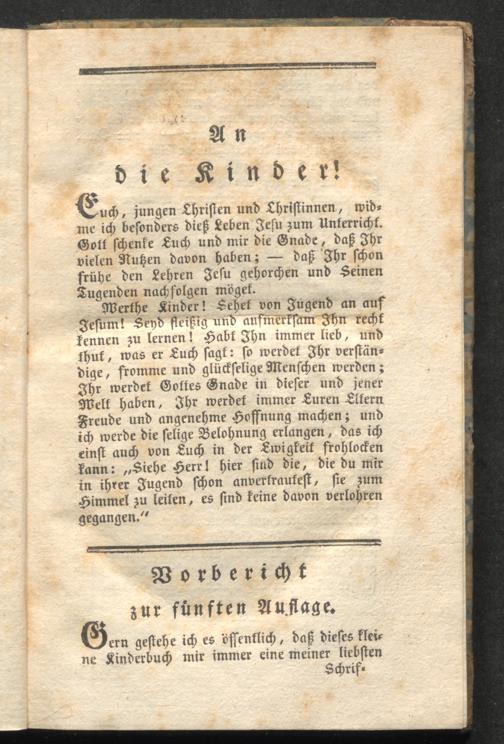 An
die Kinder!
Euch, jungen Christen und Christinnen, wid-
me ich besonders dieß Leben Jesu zum Unterricht.
Gott schenke Euch und mir die Gnade, daß Ihr
vielen Nutzen davon haben; — daß Ihr schon
frühe den Lehren Jesu gehorchen und Seinen
Tugenden nachfolgen möget.
Werthe Kinder! Sehet von Jugend an auf
Jesum! Seyd fleißig und aufmerksam Ihn recht
kennen zu lernen! Habt Ihn immer lieb, und
thut, was er Euch sagt: so werdet Ihr verstän-
dige, fromme und glückselige Menschen werden;
Ihr werdet Gottes Gnade in dieser und jener
Welt haben, Ihr werdet immer Euren Eltern
Freude und angenehme Hoffnung machen; und
ich werde die selige Belohnung erlangen, das ich
einst auch von Euch in der Ewigkeit frohlocken
kann: „Siehe Herr! hier sind die, die du mir
in ihrer Jugend schon anvertrautest, sie zum
Himmel zu leiten, es sind keine davon verlohren
gegangen.“
Vorbericht
zur fünften Auflage.
Gern gestehe ich es öffentlich, daß dieses klei-
ne Kinderbuch mir immer eine meiner liebsten
Schrif-